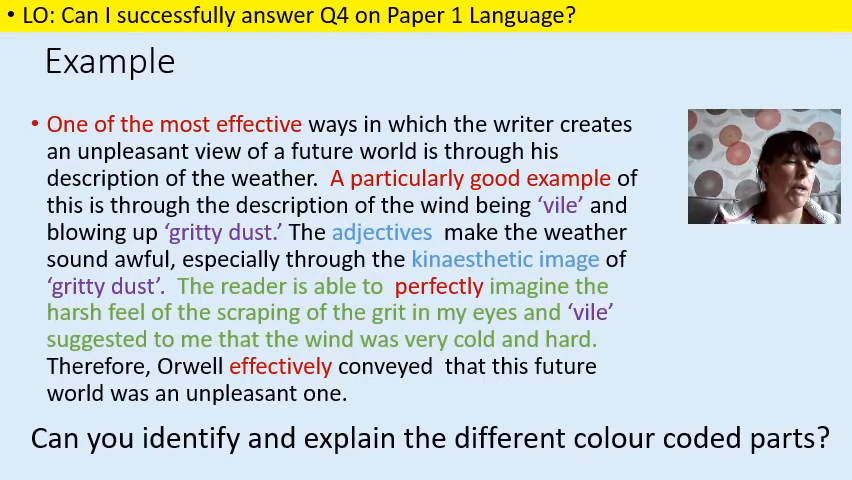 • LO: Can I successfully answer Q4 on Paper 1 Language?
Example
• One of the most effective ways in which the writer creates
an unpleasant view of a future world is through his
description of the weather. A particularly good example of
this is through the description of the wind being ‘vile’ and
blowing up ‘gritty dust.’ The adjectives make the weather
sound awful, especially through the kinaesthetic image of
‘gritty dust’. The reader is able to perfectly imagine the
harsh feel of the scraping of the grit in my eyes and ‘vile’
suggested to me that the wind was very cold and hard.
Therefore, Orwell effectively conveyed that this future
world was an unpleasant one.
Can you identify and explain the different colour coded parts?